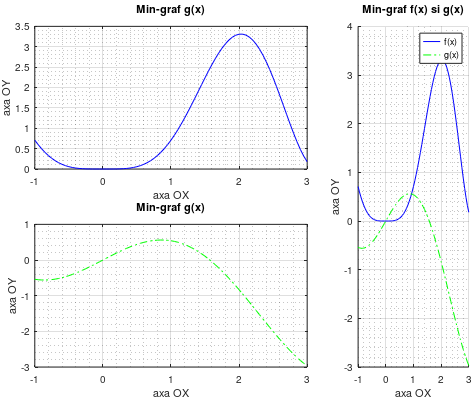 Min-graf g(x)
3.5
3
2.5
2
1.5
1
0.5
0
axa OY
-1 0 1 2 3
axa OX
Min-graf g(x)
1
0
-1
-2
-3
axa OY
-1 0 1 2 3
axa OX
Min-graf f(x) si g(x)
f(x)
g(x)
4
3
2
1
0
-1
-2
-3
axa OY
-1 0 1 2 3
axa OX